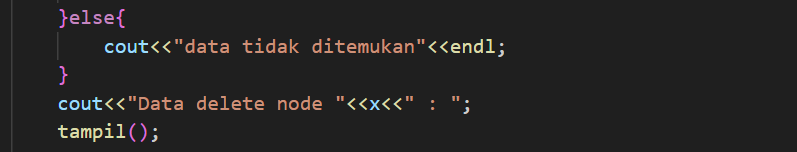 }else{
cout<<"data tidak ditemukan"<<endl;
}
cout<<"Data delete node "<<x<<" : ";
tampil();